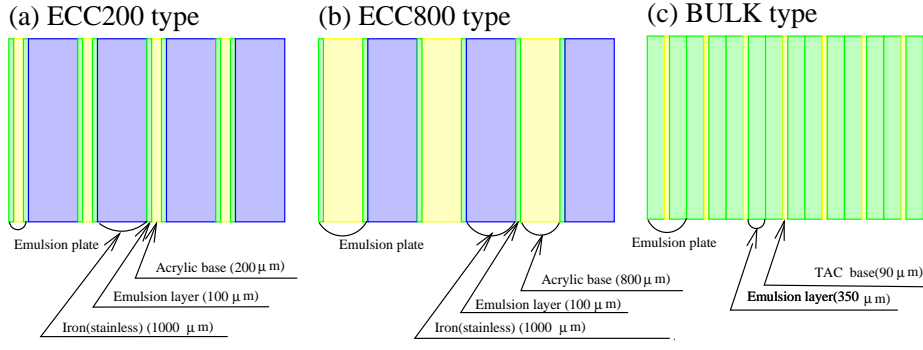 (a) ECC200 type
Emulsion plate
Acrylic base (200 μ m)
Emulsion layer (100 μ m)
Iron(stainless) (1000 μ m)
(b) ECC800 type
Emulsion plate
Acrylic base (800 μ m)
Emulsion layer (100 μ m)
Iron(stainless) (1000 μ m)
(c) BULK type
Emulsion plate
TAC base(90 μ m)
Emulsion layer(350 μ m)